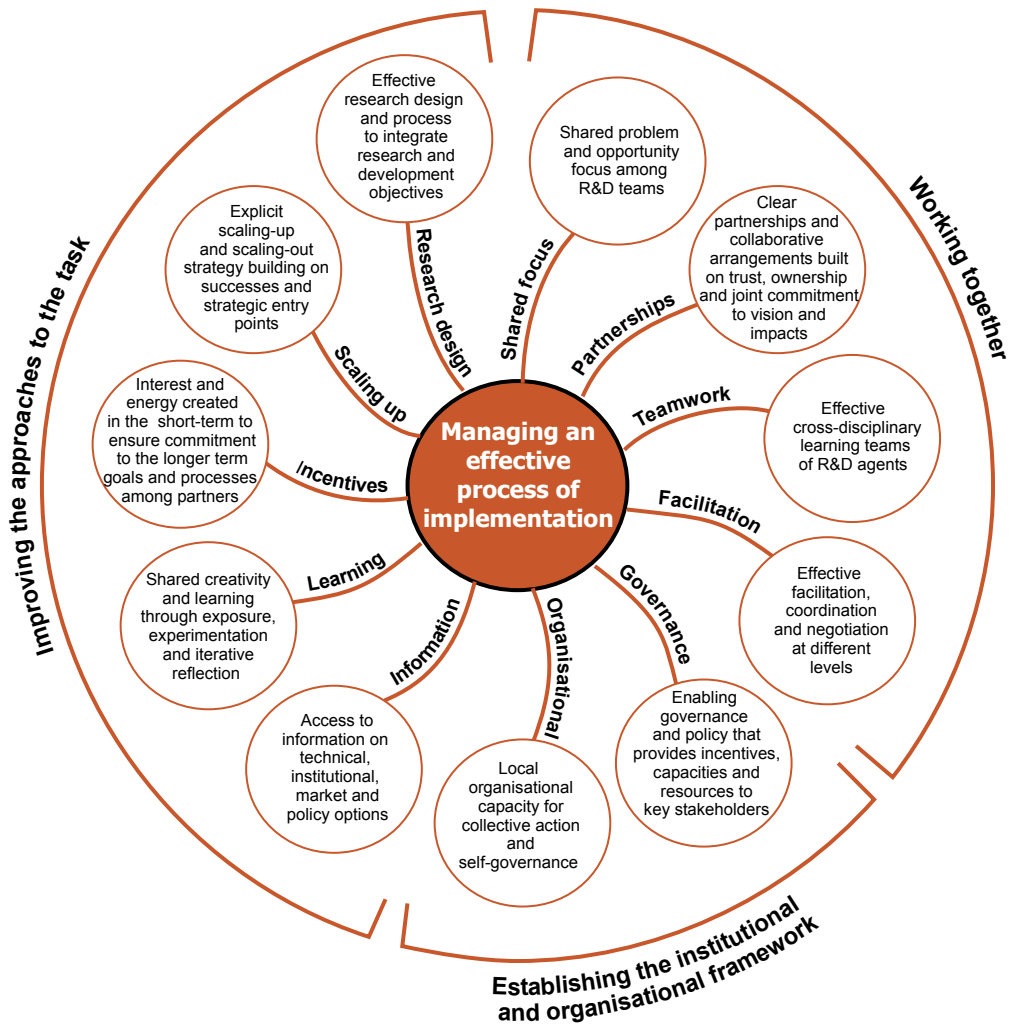 Managing an
effective
process of
implementation
Working together
Shared focus
Shared problem
and opportunity
focus among
R&D teams
Partnerships
Clear
partnerships and
collaborative
arrangements built
on trust, ownership
and joint commitment
to vision and
impacts
Teamwork
Effective
cross-disciplinary
learning teams
of R&D agents
Facilitation
Effective
facilitation,
coordination
and negotiation
at different
levels
Establishing the institutional
and organisational framework
Governance
Enabling
governance
and policy that
provides incentives,
capacities and
resources to
key stakeholders
Organisational
Local
organisational
capacity for
collective action
and
self-governance
Improving the approaches to the task
Information
Access to
information on
technical,
institutional,
market and
policy options
Learning
Shared creativity
and learning
through exposure,
experimentation
and iterative
reflection
Incentives
Interest and
energy created
in the short-term to
ensure commitment
to the longer term
goals and processes
among partners
Scaling up
Explicit
scaling-up
and scaling-out
strategy building on
successes and
strategic entry
points
Research design
Effective
research design
and process
to integrate
research and
development
objectives